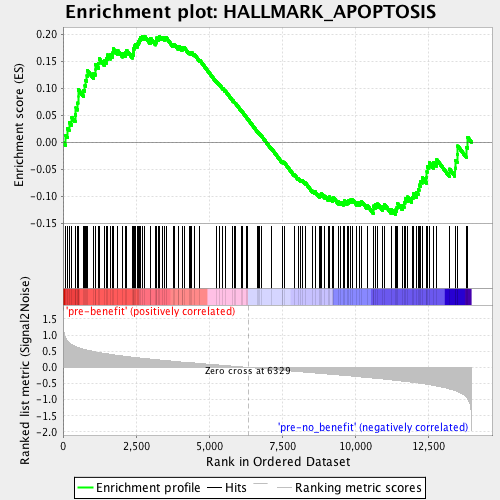 Enrichment plot: HALLMARK_APOPTOSIS
Enrichment score (ES)
0.20
0.15
0.10
0.05
0.00
-0.05
-0.10
-0.15
Ranked list metric (Signal2Noise)
1.5
1.0
0.5
0.0
-0.5
-1.0
-1.5
-2.0
'pre-benefit' (positively correlated)
Zero cross at 6329
'pre-no_benefit' (negatively correlated)
0
2,500
5,000
7,500
10,000
12,500
Rank in Ordered Dataset
Enrichment profile
Hits
Ranking metric scores